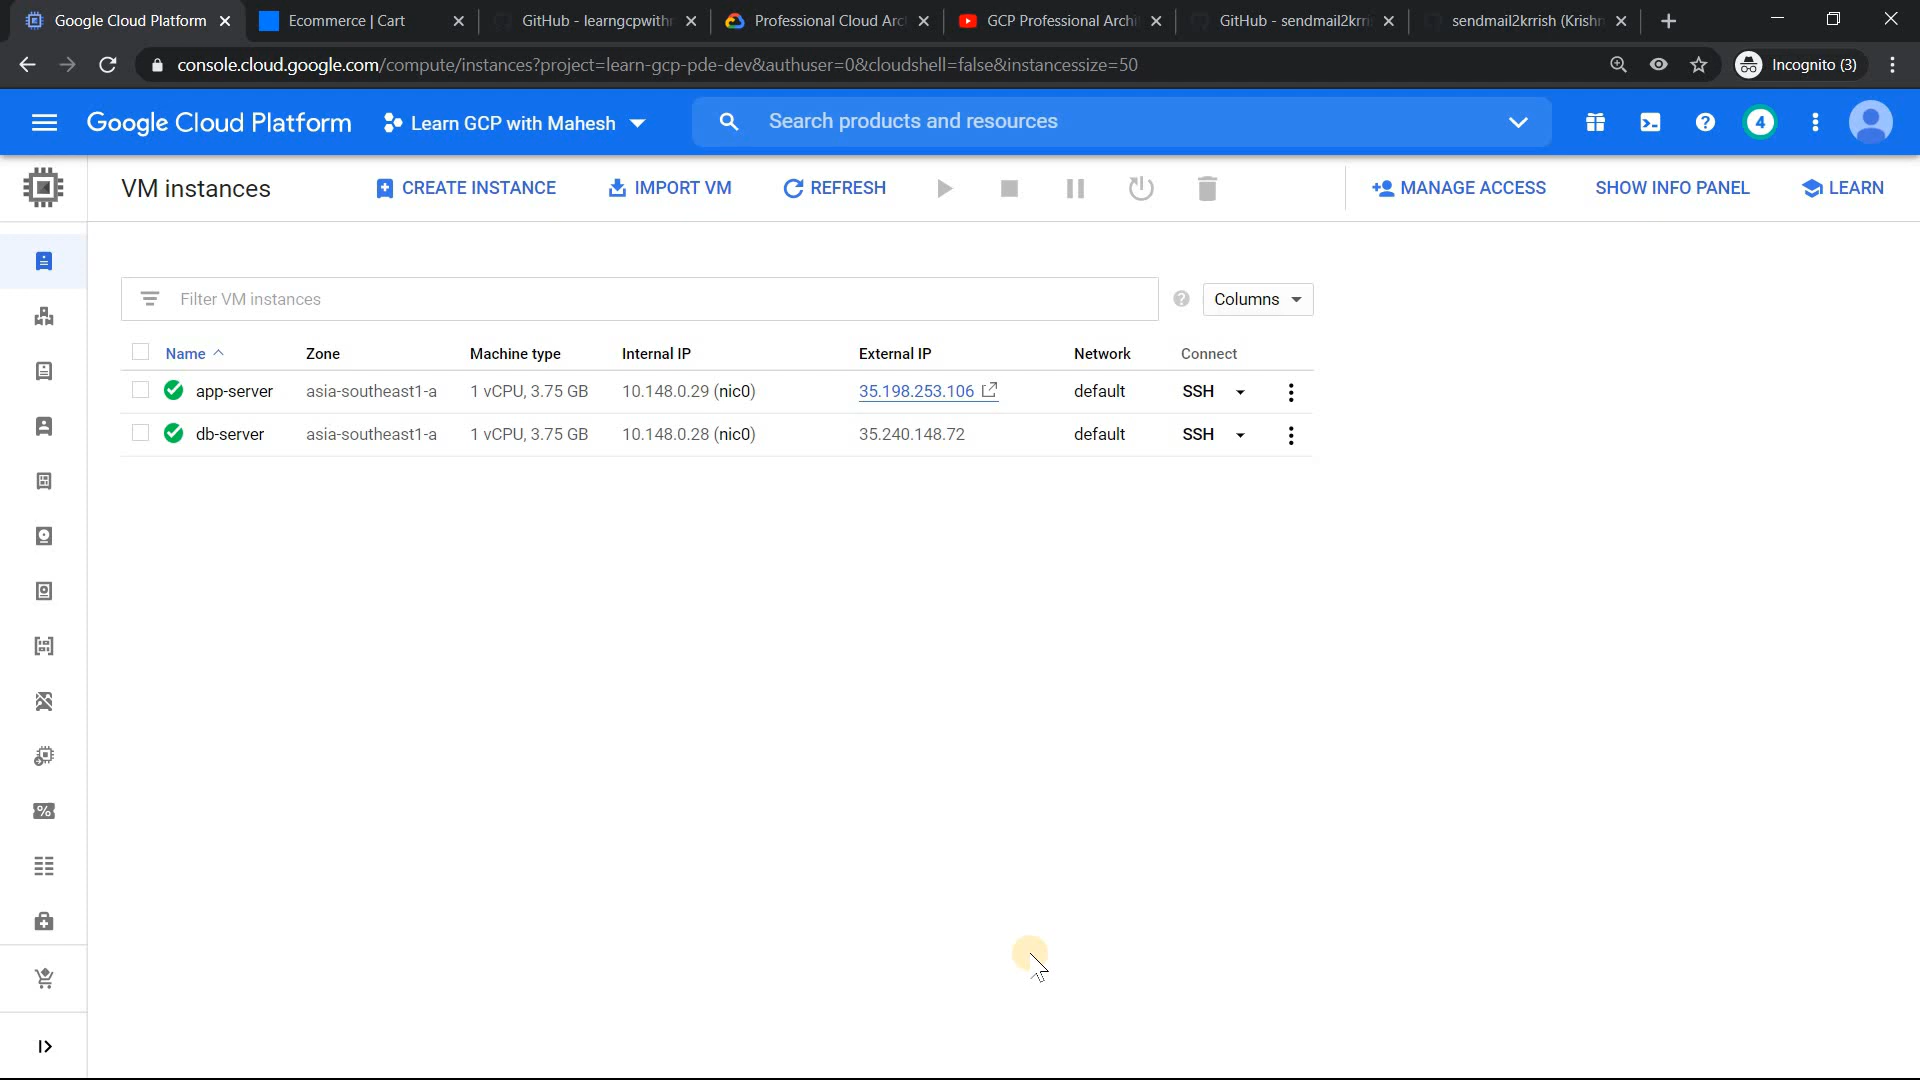 Google Cloud Platform
Ecommerce | Cart
GitHub - learngcpwith
Professional Cloud Arc
GCP Professional Archi
GitHub - sendmail2krri
sendmail2krrish (Krishn
console.cloud.google.com/compute/instances?project=learn-gcp-pde-dev&authuser=0&cloudshell=false&instancessize=50
Incognito (3)
Google Cloud Platform
Learn GCP with Mahesh
Search products and resources
4
VM instances
CREATE INSTANCE
IMPORT VM
REFRESH
MANAGE ACCESS
SHOW INFO PANEL
LEARN
Filter VM instances
Columns
Name Zone Machine type Internal IP External IP Network Connect
app-server asia-southeast1-a 1 vCPU, 3.75 GB 10.148.0.29 (nic0) 35.198.253.106 default SSH
db-server asia-southeast1-a 1 vCPU, 3.75 GB 10.148.0.28 (nic0) 35.240.148.72 default SSH